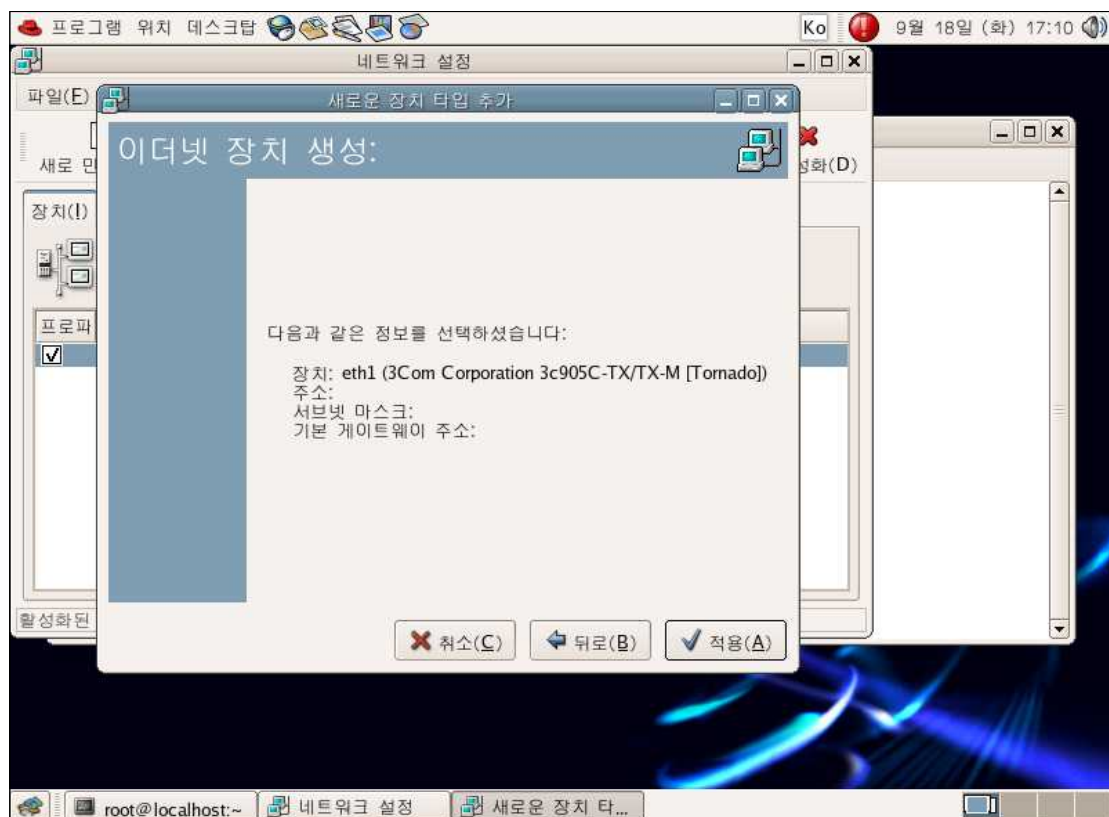 프로그램 위치 데스크탑 Ko 9월 18일 (화) 17:10
네트워크 설정
파일(F)
새로운 장치 타입 추가
이더넷 장치 생성:
새로 만
성화(D)
장치(I)
프로파
다음과 같은 정보를 선택하셨습니다:
장치: eth1 (3Com Corporation 3c905C-TX/TX-M [Tornado])
주소:
서브넷 마스크:
기본 게이트웨이 주소:
활성화된
취소(C) 뒤로(B) 적용(A)
root@localhost:~ 네트워크 설정 새로운 장치 타...